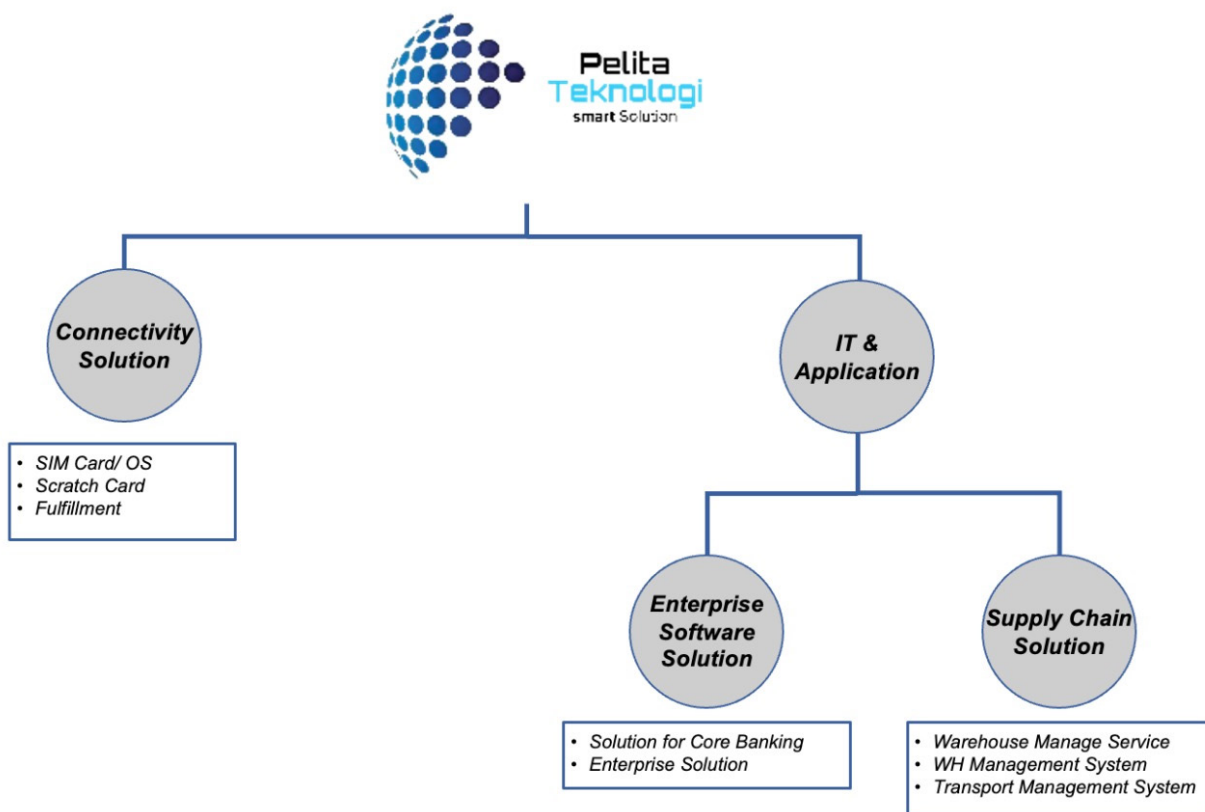 Pelita
Teknologi
smart Solution
Connectivity
Solution
IT &
Application
• SIM Card/ OS
• Scratch Card
• Fulfillment
Enterprise
Software
Solution
Supply Chain
Solution
• Solution for Core Banking
• Enterprise Solution
• Warehouse Manage Service
• WH Management System
• Transport Management System